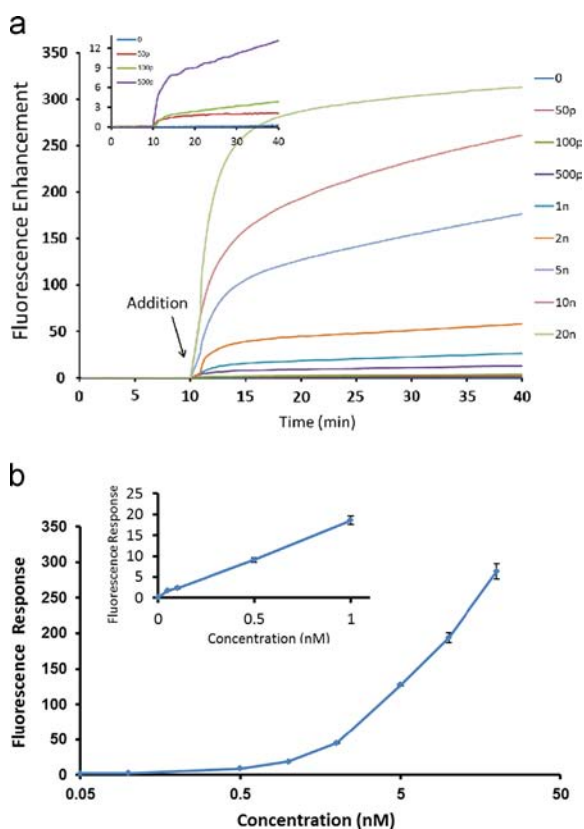 a
Fluorescence Enhancement
350
300
250
200
150
100
50
0
0 5 10 15 20 25 30 35 40
Time (min)
Addition
12
9
6
3
0
0 10 20 30 40
0
50p
100p
500p
0
50p
100p
500p
1n
2n
5n
10n
20n
b
Fluorescence Response
350
300
250
200
150
100
50
0
0.05 0.5 5 50
Concentration (nM)
Fluorescence Response
25
20
15
10
5
0
0 0.5 1
Concentration (nM)